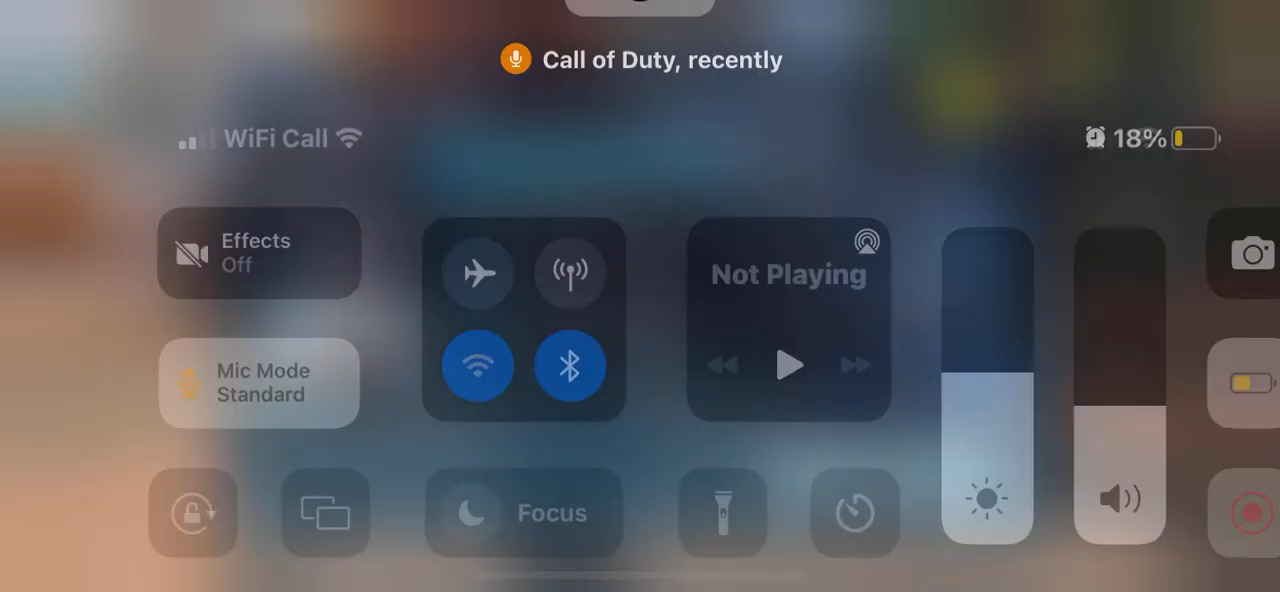 Call of Duty, recently
WiFi Call
18%
Effects
Off
Not Playing
Mic Mode
Standard
Focus